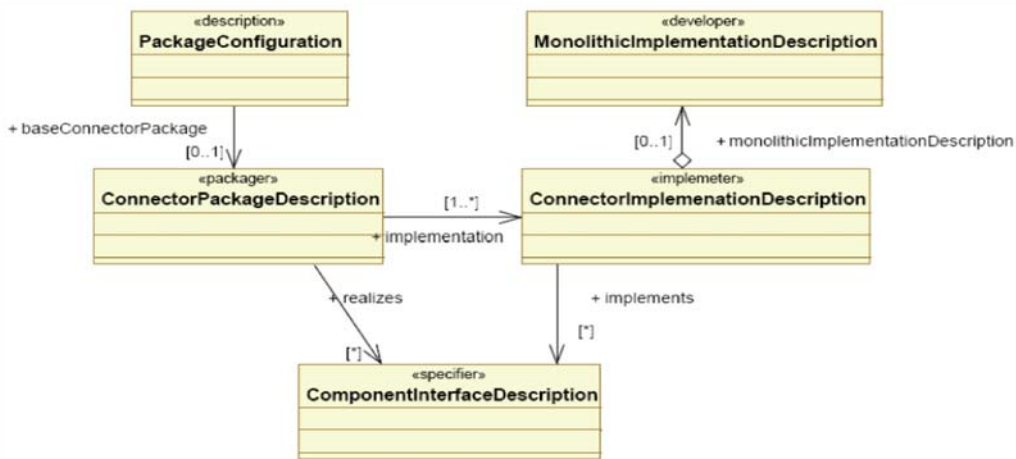 «description»
PackageConfiguration
«developer»
MonolithicImplementationDescription
+ baseConnectorPackage
[0..1]
[0..1]
+ monolithicImplementationDescription
«packager»
ConnectorPackageDescription
[1..*]
+ implementation
«implemeter»
ConnectorImplemenationDescription
+ realizes
[*]
+ implements
[*]
«specifier»
ComponentInterfaceDescription